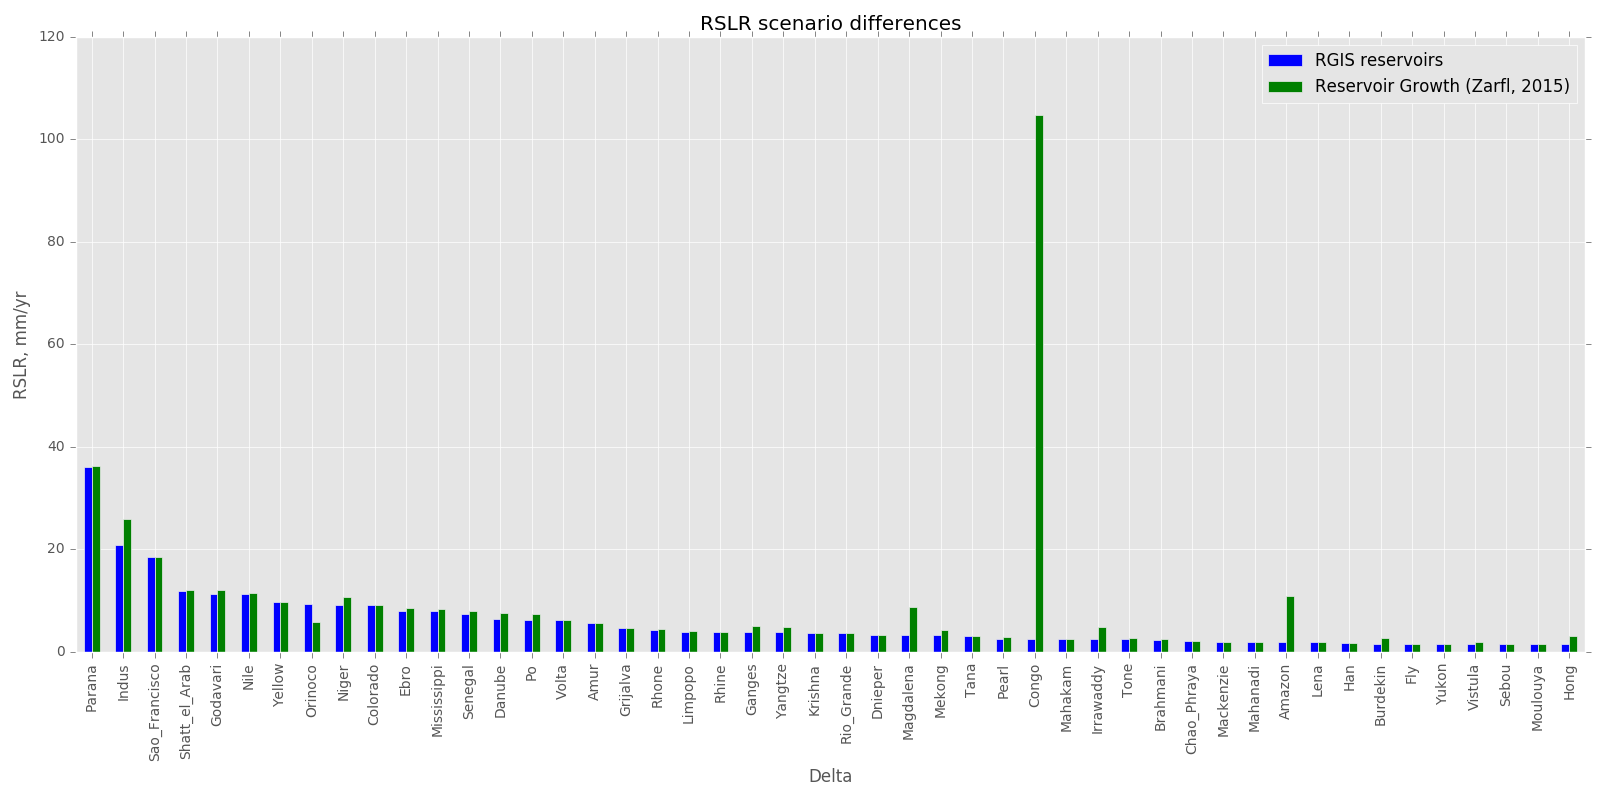 RSLR scenario differences
RGIS reservoirs
Reservoir Growth (Zarfl, 2015)
120
100
80
60
40
20
0
RSLR, mm/yr
Parana
Indus
Sao_Francisco
Shatt_el_Arab
Godavari
Nile
Yellow
Orinoco
Niger
Colorado
Ebro
Mississippi
Senegal
Danube
Po
Volta
Amur
Grijalva
Rhone
Limpopo
Rhine
Ganges
Yangtze
Krishna
Rio_Grande
Dnieper
Magdalena
Mekong
Tana
Pearl
Congo
Mahakam
Irrawaddy
Tone
Brahmani
Chao_Phraya
Mackenzie
Mahanadi
Amazon
Lena
Han
Burdekin
Fly
Yukon
Vistula
Sebou
Moulouya
Hong
Delta